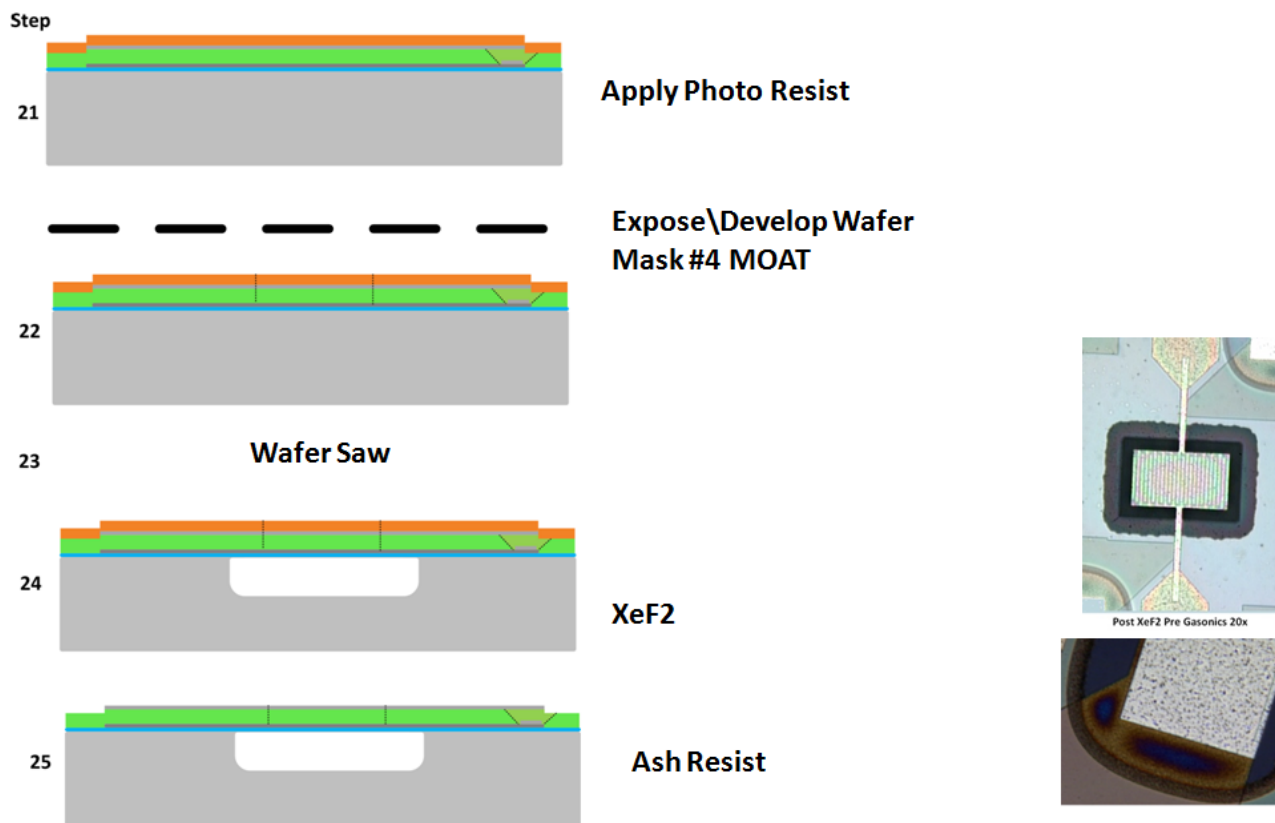 Step
21
Apply Photo Resist
Expose\Develop Wafer
Mask #4 MOAT
22
23
Wafer Saw
24
XeF2
Post XeF2 Pre Gasonics 20x
25
Ash Resist